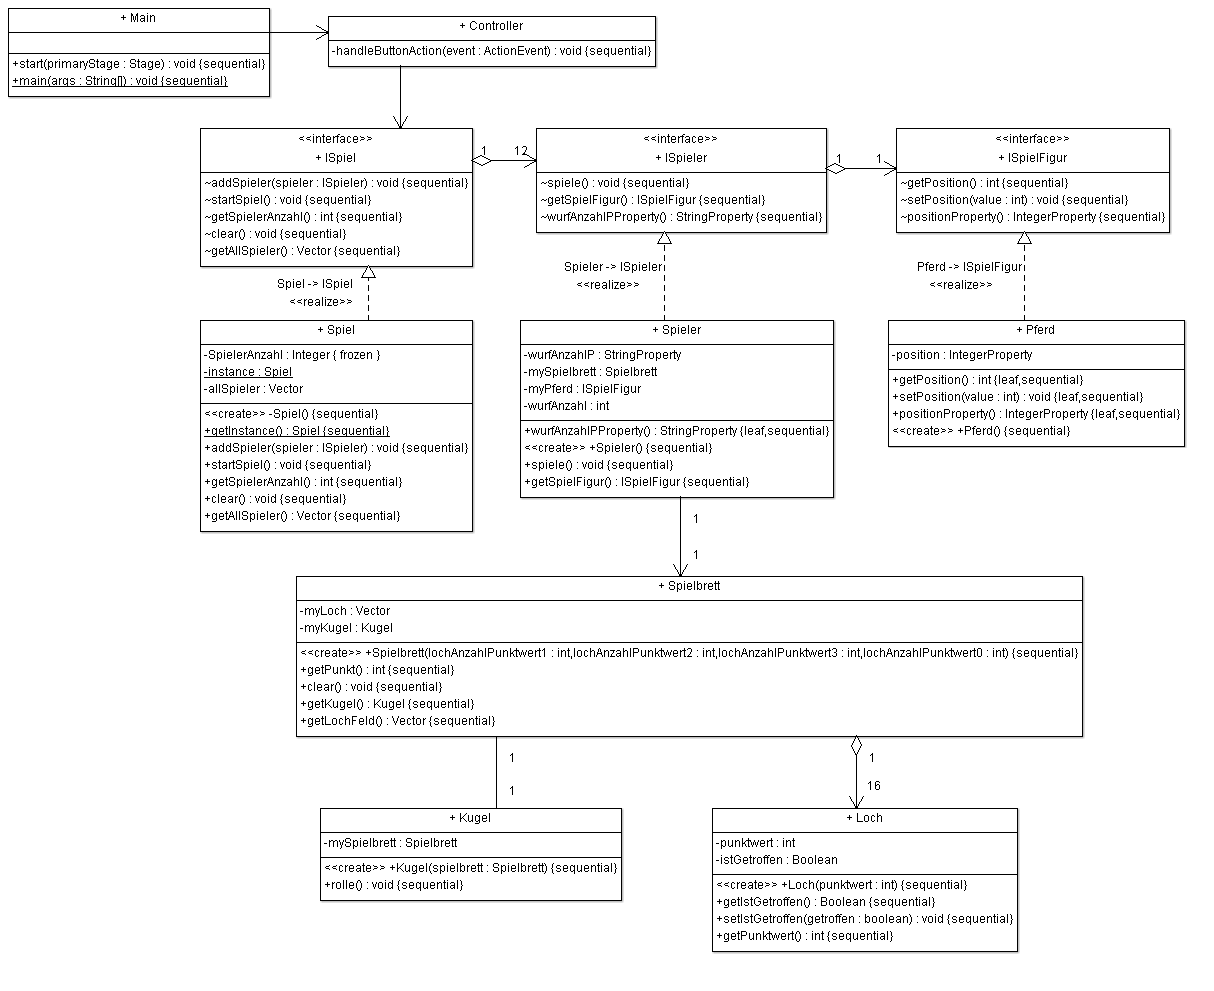 + Main
+start(primaryStage : Stage) : void {sequential}
+main(args : String[]) : void {sequential}
+ Controller
-handleButtonAction(event : ActionEvent) : void {sequential}
<<interface>>
+ ISpiel
~addSpieler(spieler : ISpieler) : void {sequential}
~startSpiel() : void {sequential}
~getSpielerAnzahl() : int {sequential}
~clear() : void {sequential}
~getAllSpieler() : Vector {sequential}
1
12
<<interface>>
+ ISpieler
~spiele() : void {sequential}
~getSpielFigur() : ISpielFigur {sequential}
~wurfAnzahlPProperty() : StringProperty {sequential}
1
1
<<interface>>
+ ISpielFigur
~getPosition() : int {sequential}
~setPosition(value : int) : void {sequential}
~positionProperty() : IntegerProperty {sequential}
Spiel -> ISpiel
<<realize>>
Spieler -> ISpieler
<<realize>>
Pferd -> ISpielFigur
<<realize>>
+ Spiel
-SpielerAnzahl : Integer { frozen }
-instance : Spiel
-allSpieler : Vector
<<create>> -Spiel() {sequential}
+getInstance() : Spiel {sequential}
+addSpieler(spieler : ISpieler) : void {sequential}
+startSpiel() : void {sequential}
+getSpielerAnzahl() : int {sequential}
+clear() : void {sequential}
+getAllSpieler() : Vector {sequential}
+ Spieler
-wurfAnzahlP : StringProperty
-mySpielbrett : Spielbrett
-myPferd : ISpielFigur
-wurfAnzahl : int
+wurfAnzahlPProperty() : StringProperty {leaf,sequential}
<<create>> +Spieler() {sequential}
+spiele() : void {sequential}
+getSpielFigur() : ISpielFigur {sequential}
+ Pferd
-position : IntegerProperty
+getPosition() : int {leaf,sequential}
+setPosition(value : int) : void {leaf,sequential}
+positionProperty() : IntegerProperty {leaf,sequential}
<<create>> +Pferd() {sequential}
1
1
+ Spielbrett
-myLoch : Vector
-myKugel : Kugel
<<create>> +Spielbrett(lochAnzahlPunktwert1 : int,lochAnzahlPunktwert2 : int,lochAnzahlPunktwert3 : int,lochAnzahlPunktwert0 : int) {sequential}
+getPunkt() : int {sequential}
+clear() : void {sequential}
+getKugel() : Kugel {sequential}
+getLochFeld() : Vector {sequential}
1
1
1
16
+ Kugel
-mySpielbrett : Spielbrett
<<create>> +Kugel(spielbrett : Spielbrett) {sequential}
+rolle() : void {sequential}
+ Loch
-punktwert : int
-istGetroffen : Boolean
<<create>> +Loch(punktwert : int) {sequential}
+getIstGetroffen() : Boolean {sequential}
+setIstGetroffen(getroffen : boolean) : void {sequential}
+getPunktwert() : int {sequential}